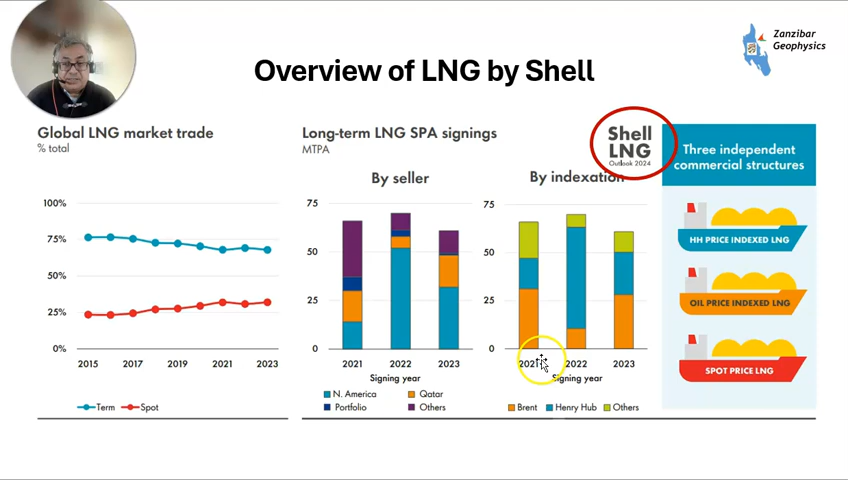 Zanzibar
Geophysics
Overview of LNG by Shell
Global LNG market trade
% total
100%
75%
50%
25%
0%
2015 2017 2019 2021 2023
Term Spot
Long-term LNG SPA signings
MTPA
Shell
LNG
Outlook 2024
By seller
75
50
25
0
2021 2022 2023
Signing year
N. America Qatar
Portfolio Others
By indexation
75
50
25
0
2021 2022 2023
Signing year
Brent Henry Hub Others
Three independent
commercial structures
HH PRICE INDEXED LNG
OIL PRICE INDEXED LNG
SPOT PRICE LNG